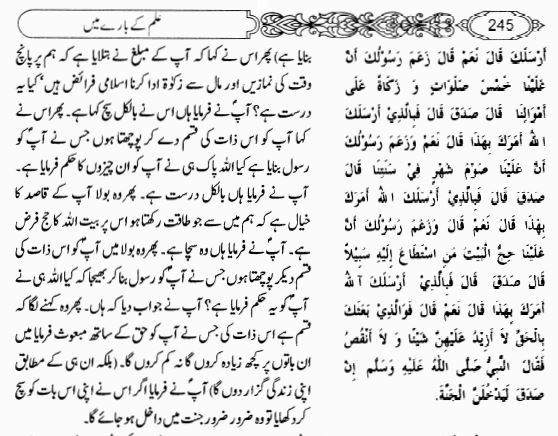 245
علم کے بارے میں
أَرْسَلَكَ قَالَ نَعَمْ قَالَ زَعَمَ رَسُوْلُكَ أَنَّ
عَلَيْنَا خَمْسَ صَلَوَاتٍ وَ زَكَاةً عَلَى
أَمْوَالِنَا قَالَ صَدَقَ قَالَ فَبِالَّذِيْ أَرْسَلَكَ
اللهُ أَمَرَكَ بِهَذَا قَالَ نَعَمْ وَزَعَمَ رَسُوْلُكَ
أَنَّ عَلَيْنَا صَوْمَ شَهْرٍ فِيْ سَنَتِنَا قَالَ
صَدَقَ قَالَ فَبِالَّذِيْ أَرْسَلَكَ اللهُ أَمَرَكَ
بِهَذَا قَالَ نَعَمْ قَالَ وَزَعَمَ رَسُوْلُكَ أَنَّ
عَلَيْنَا حِجُّ الْبَيْتِ مَنِ اسْتَطَاعَ إِلَيْهِ سَبِيْلاً
قَالَ صَدَقَ قَالَ فَبِالَّذِيْ أَرْسَلَكَ آللهُ
أَمَرَكَ بِهَذَا قَالَ نَعَمْ قَالَ فَوَالَّذِيْ بَعَثَكَ
بِالْحَقِّ لاَ أَزِيْدُ عَلَيْهِنَّ شَيْئًا وَ لاَ أَنْقُصُ
فَقَالَ النَّبِيُّ صَلَّى اللهُ عَلَيْهِ وَسَلَّمَ إِنْ
صَدَقَ لَيَدْخُلَنَّ الْجَنَّةَ.
بنایا ہے) پھر اس نے کہا کہ آپ کے مبلغ نے بتلایا ہے کہ ہم پر پانچ
وقت کی نمازیں اور مال سے زکوٰۃ ادا کرنا اسلامی فرائض ہیں‘ کیا یہ
درست ہے؟ آپؐ نے فرمایا ہاں اس نے بالکل سچ کہا ہے۔ پھر اس نے
کہا آپ کو اس ذات کی قسم دے کر پوچھتا ہوں جس نے آپؐ کو
رسول بنایا ہے کیا اللہ پاک ہی نے آپ کو ان چیزوں کا حکم فرمایا ہے۔
آپ نے فرمایا ہاں بالکل درست ہے۔ پھر وہ بولا آپ کے قاصد کا
خیال ہے کہ ہم میں سے جو طاقت رکھتا ہو اس پر بیت اللہ کا حج فرض
ہے۔ آپؐ نے فرمایا ہاں وہ سچا ہے۔ پھر وہ بولا میں آپؐ کو اس ذات کی
قسم دیکر پوچھتا ہوں جس نے آپؐ کو رسول بنا کر بھیجا کہ کیا اللہ ہی نے
آپؐ کو یہ حکم فرمایا ہے؟ آپؐ نے جواب دیا کہ ہاں۔ پھر وہ کہنے لگا کہ
قسم ہے اس ذات کی جس نے آپ کو حق کے ساتھ مبعوث فرمایا میں
ان باتوں پر کچھ زیادہ کروں گا نہ کم کروں گا۔ (بلکہ ان ہی کے مطابق
اپنی زندگی گزار دوں گا) آپؐ نے فرمایا اگر اس نے اپنی اس بات کو سچ
کر دکھایا تو وہ ضرور ضرور جنت میں داخل ہو جائے گا۔